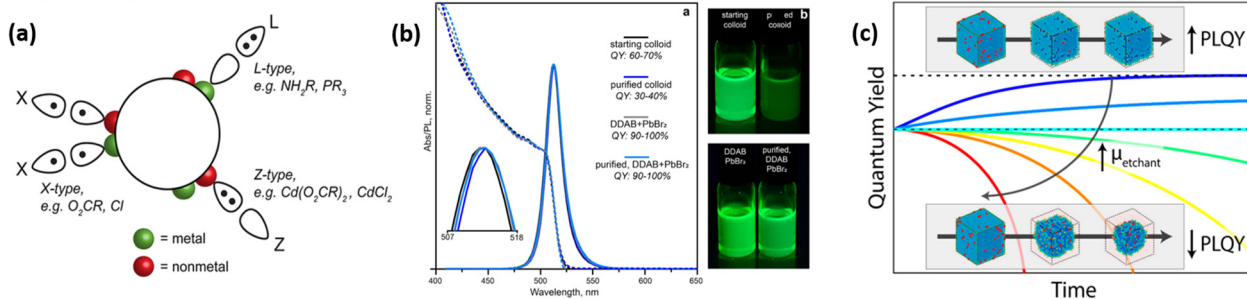 (a)
L
L-type,
e.g. NH₂R, PR₃
X
X
X-type,
e.g. O₂CR, Cl
Z-type,
e.g. Cd(O₂CR)₂, CdCl₂
Z
= metal
= nonmetal
(b)
a
Abs/PL, norm.
starting colloid
QY: 60-70%
purified colloid
QY: 30-40%
DDAB+PbBr₂
QY: 90-100%
purified, DDAB+PbBr₂
QY: 90-100%
507 518
400 450 500 550 600 650
Wavelength, nm
b
starting
colloid
colloid
DDAB
PbBr₂
purified, DDAB
PbBr₂
(c)
Quantum Yield
↑ PLQY
↑ μetchant
↓ PLQY
Time